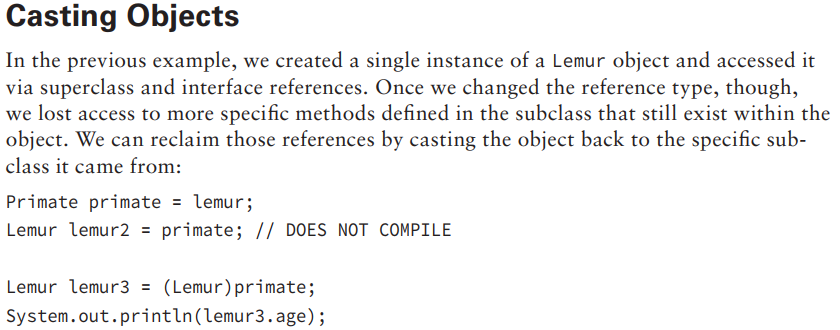 Casting Objects
In the previous example, we created a single instance of a Lemur object and accessed it
via superclass and interface references. Once we changed the reference type, though,
we lost access to more specific methods defined in the subclass that still exist within the
object. We can reclaim those references by casting the object back to the specific sub-
class it came from:
Primate primate = lemur;
Lemur lemur2 = primate; // DOES NOT COMPILE
Lemur lemur3 = (Lemur)primate;
System.out.println(lemur3.age);